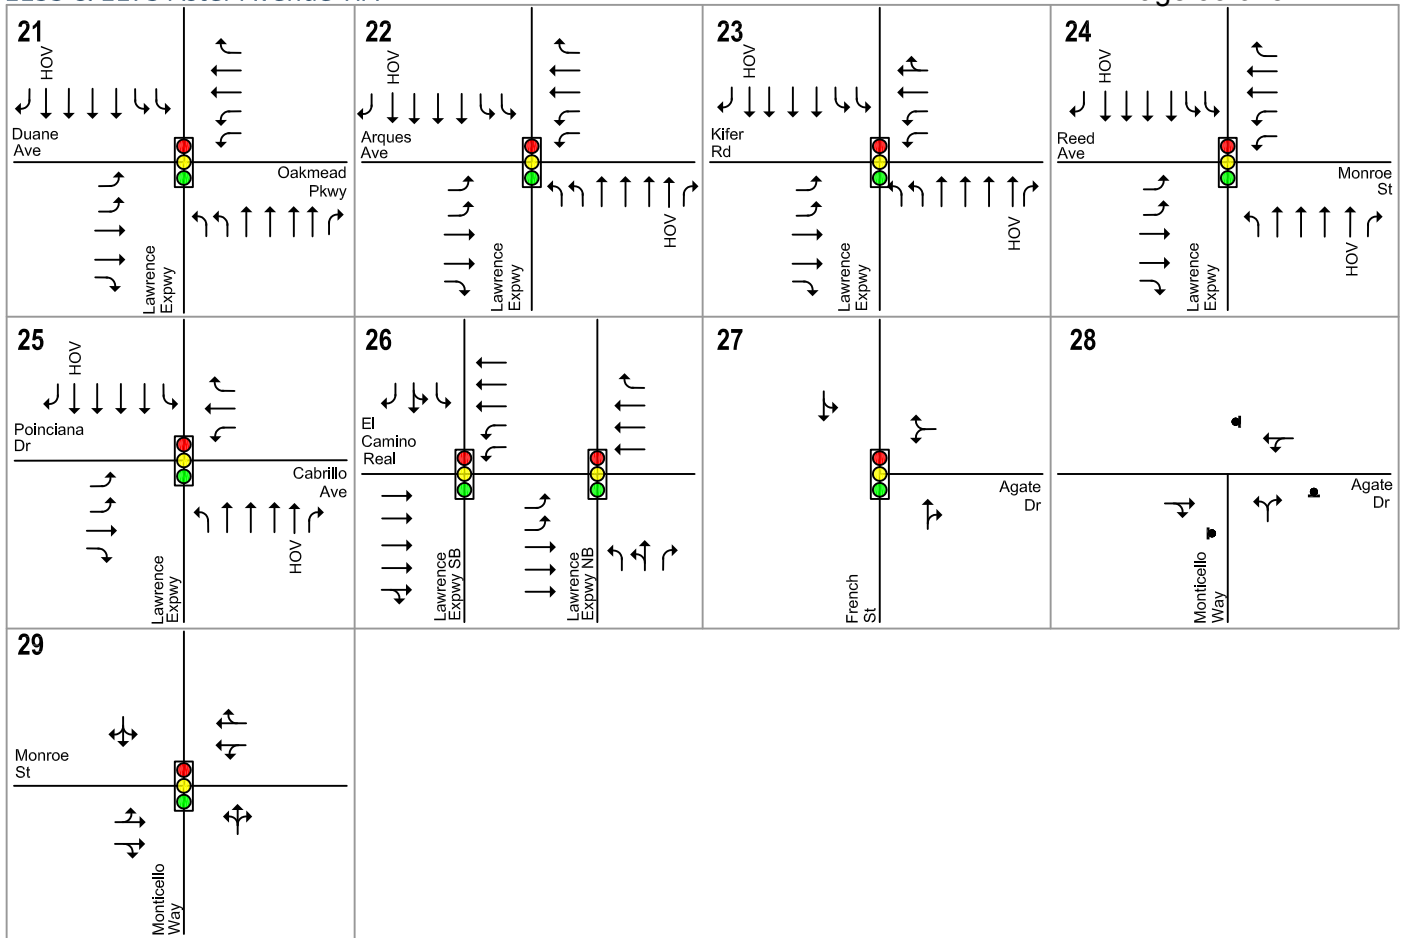 21
HOV
Duane
Ave
Oakmead
Pkwy
Lawrence
Expwy
22
HOV
Arques
Ave
HOV
Lawrence
Expwy
23
HOV
Kifer
Rd
HOV
Lawrence
Expwy
24
HOV
Reed
Ave
Monroe
St
HOV
Lawrence
Expwy
25
HOV
Poinciana
Dr
Cabrillo
Ave
HOV
Lawrence
Expwy
26
El
Camino
Real
Lawrence
Expwy SB
Lawrence
Expwy NB
27
Agate
Dr
French
St
28
Agate
Dr
Monticello
Way
29
Monroe
St
Monticello
Way